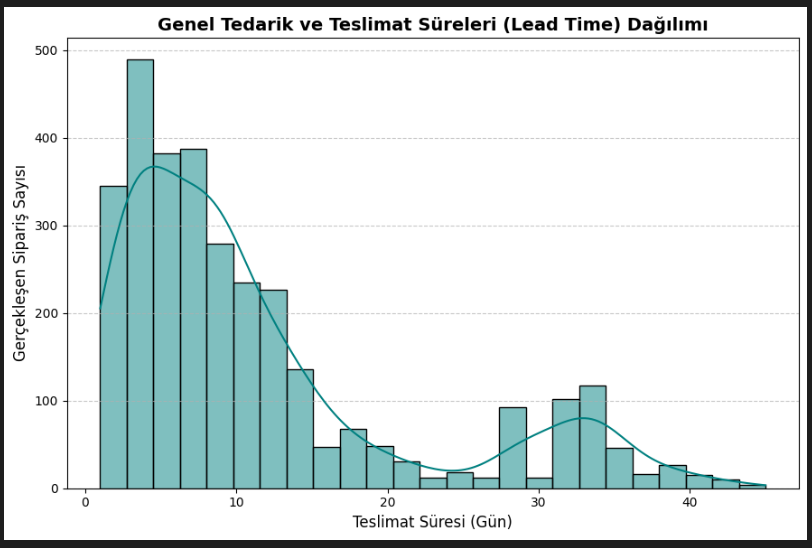 Genel Tedarik ve Teslimat Süreleri (Lead Time) Dağılımı
500
400
300
200
100
0
Gerçekleşen Sipariş Sayısı
0 10 20 30 40
Teslimat Süresi (Gün)